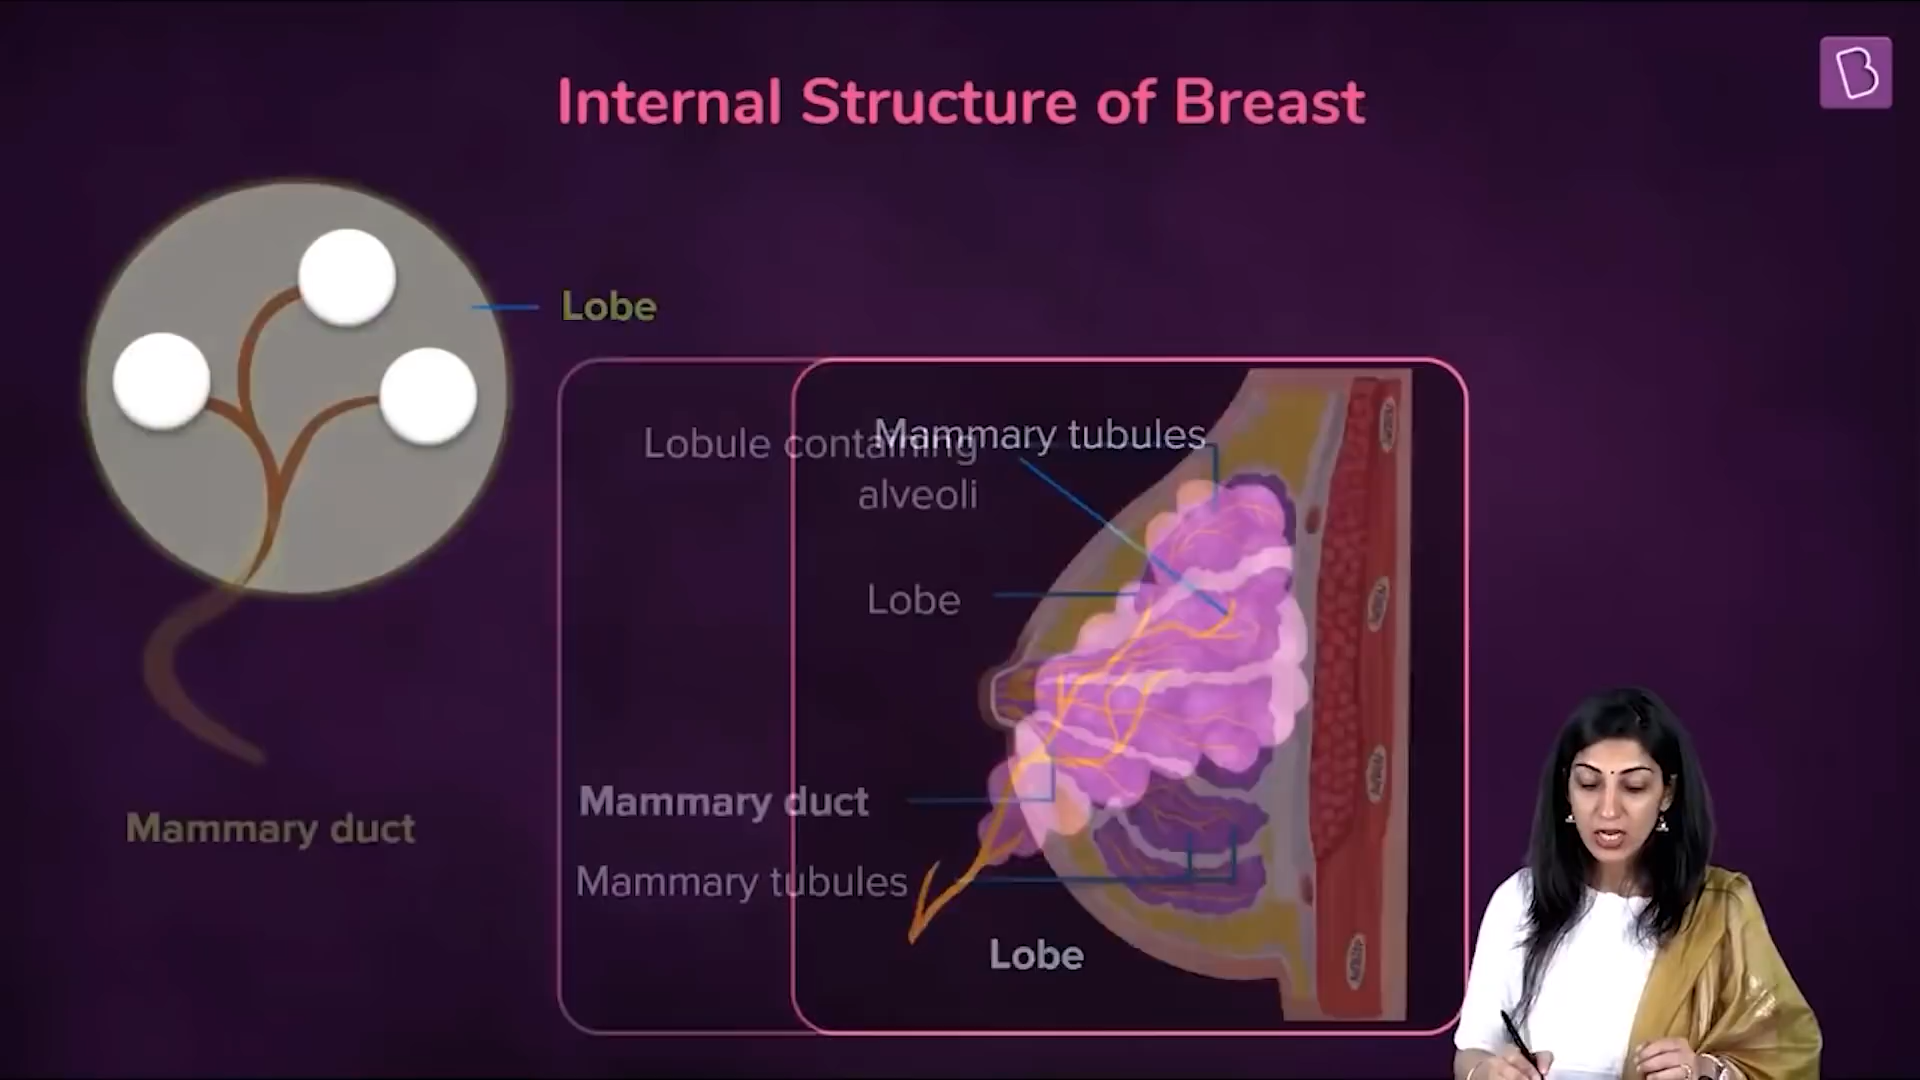 Internal Structure of Breast
Lobe
Mammary tubules
Lobule containing
alveoli
Lobe
Mammary duct
Mammary duct
Mammary tubules
Lobe